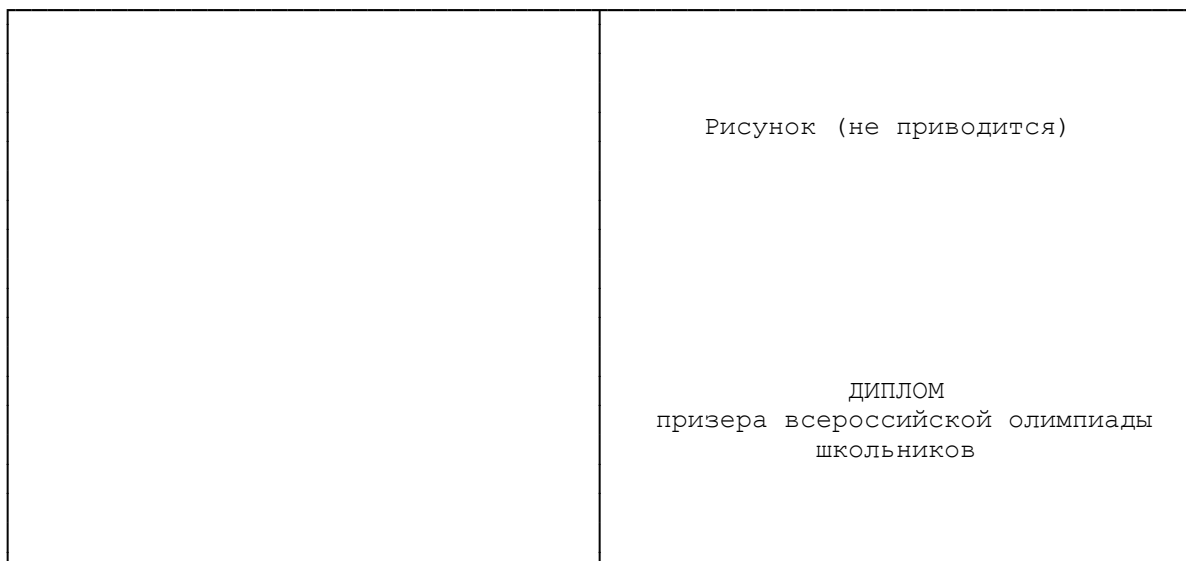 Рисунок (не приводится)
ДИПЛОМ
призера всероссийской олимпиады
школьников